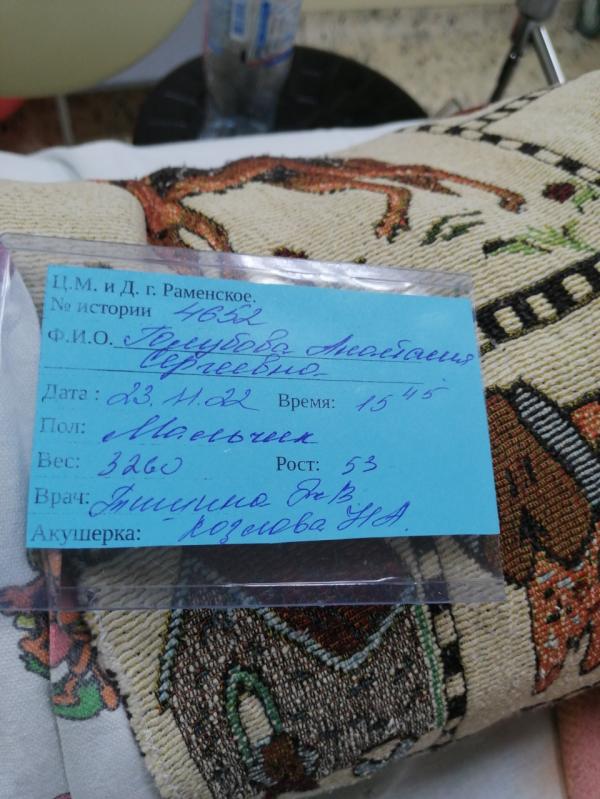 Ц.М. и Д. г. Раменское.
№ истории 4652
Ф.И.О. Голубова Анастасия
Сергеевна
Дата : 23.11.22 Время: 15 45
Пол: Мальчик
Вес: 3260 Рост: 53
Врач:
Акушерка: Козлова Н А.